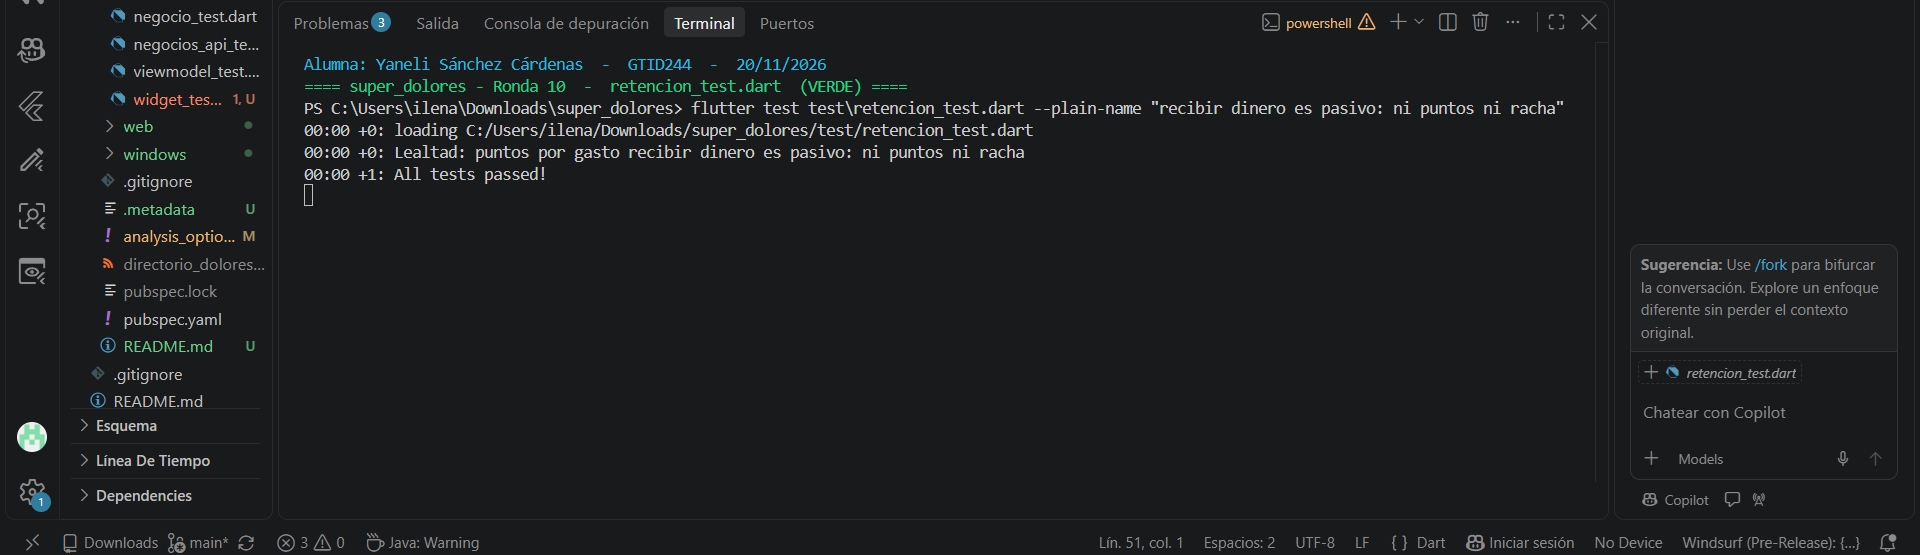 negocio_test.dart
negocios_api_te...
viewmodel_test....
widget_tes... 1, U
web
windows
.gitignore
.metadata U
analysis_optio... M
directorio_dolores...
pubspec.lock
pubspec.yaml
README.md U
.gitignore
README.md
Esquema
Línea De Tiempo
Dependencies
1
Problemas 3 Salida Consola de depuración Terminal Puertos
powershell
Alumna: Yaneli Sánchez Cárdenas - GTID244 - 20/11/2026
==== super_dolores - Ronda 10 - retencion_test.dart (VERDE) ====
PS C:\Users\ilena\Downloads\super_dolores> flutter test test\retencion_test.dart --plain-name "recibir dinero es pasivo: ni puntos ni racha"
00:00 +0: loading C:/Users/ilena/Downloads/super_dolores/test/retencion_test.dart
00:00 +0: Lealtad: puntos por gasto recibir dinero es pasivo: ni puntos ni racha
00:00 +1: All tests passed!
Sugerencia: Use /fork para bifurcar
la conversación. Explore un enfoque
diferente sin perder el contexto
original.
retencion_test.dart
Chatear con Copilot
Models
Copilot
Downloads main* 3 0 Java: Warning Lín. 51, col. 1 Espacios: 2 UTF-8 LF { } Dart Iniciar sesión No Device Windsurf (Pre-Release): {...}